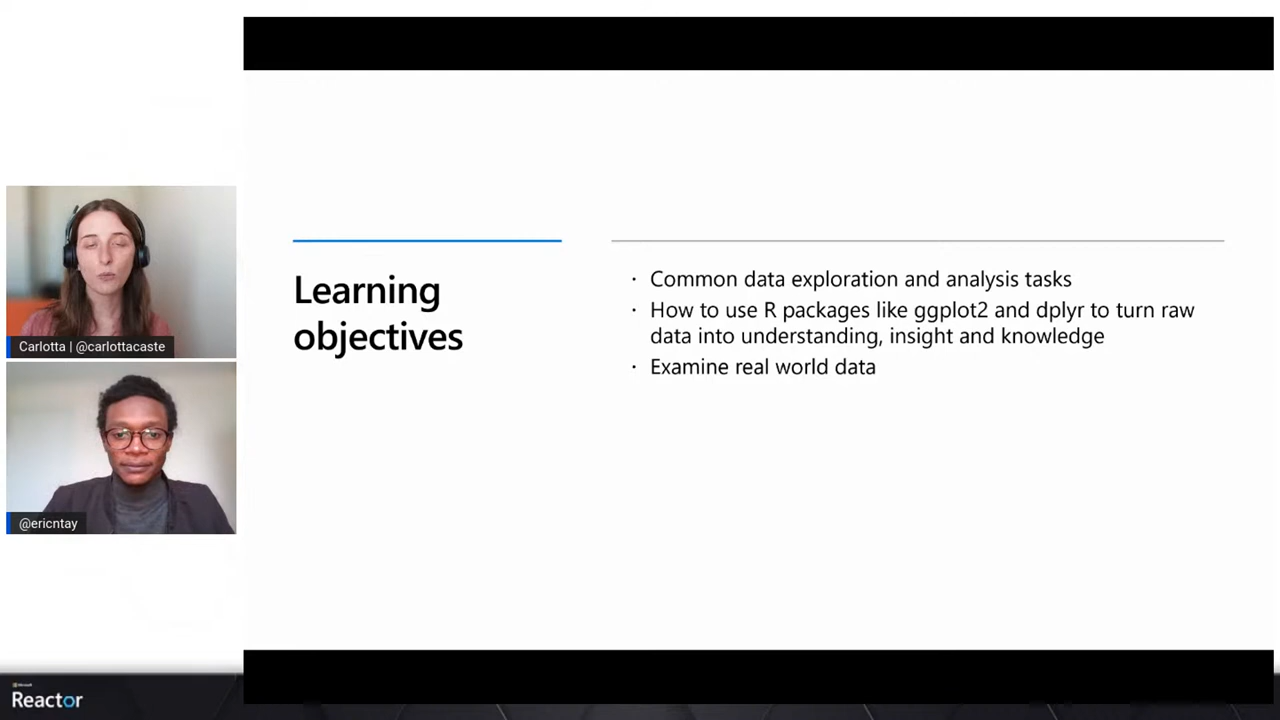 Learning
objectives
· Common data exploration and analysis tasks
· How to use R packages like ggplot2 and dplyr to turn raw
data into understanding, insight and knowledge
· Examine real world data
Carlotta | @carlottacaste
@ericntay
Microsoft
Reactor